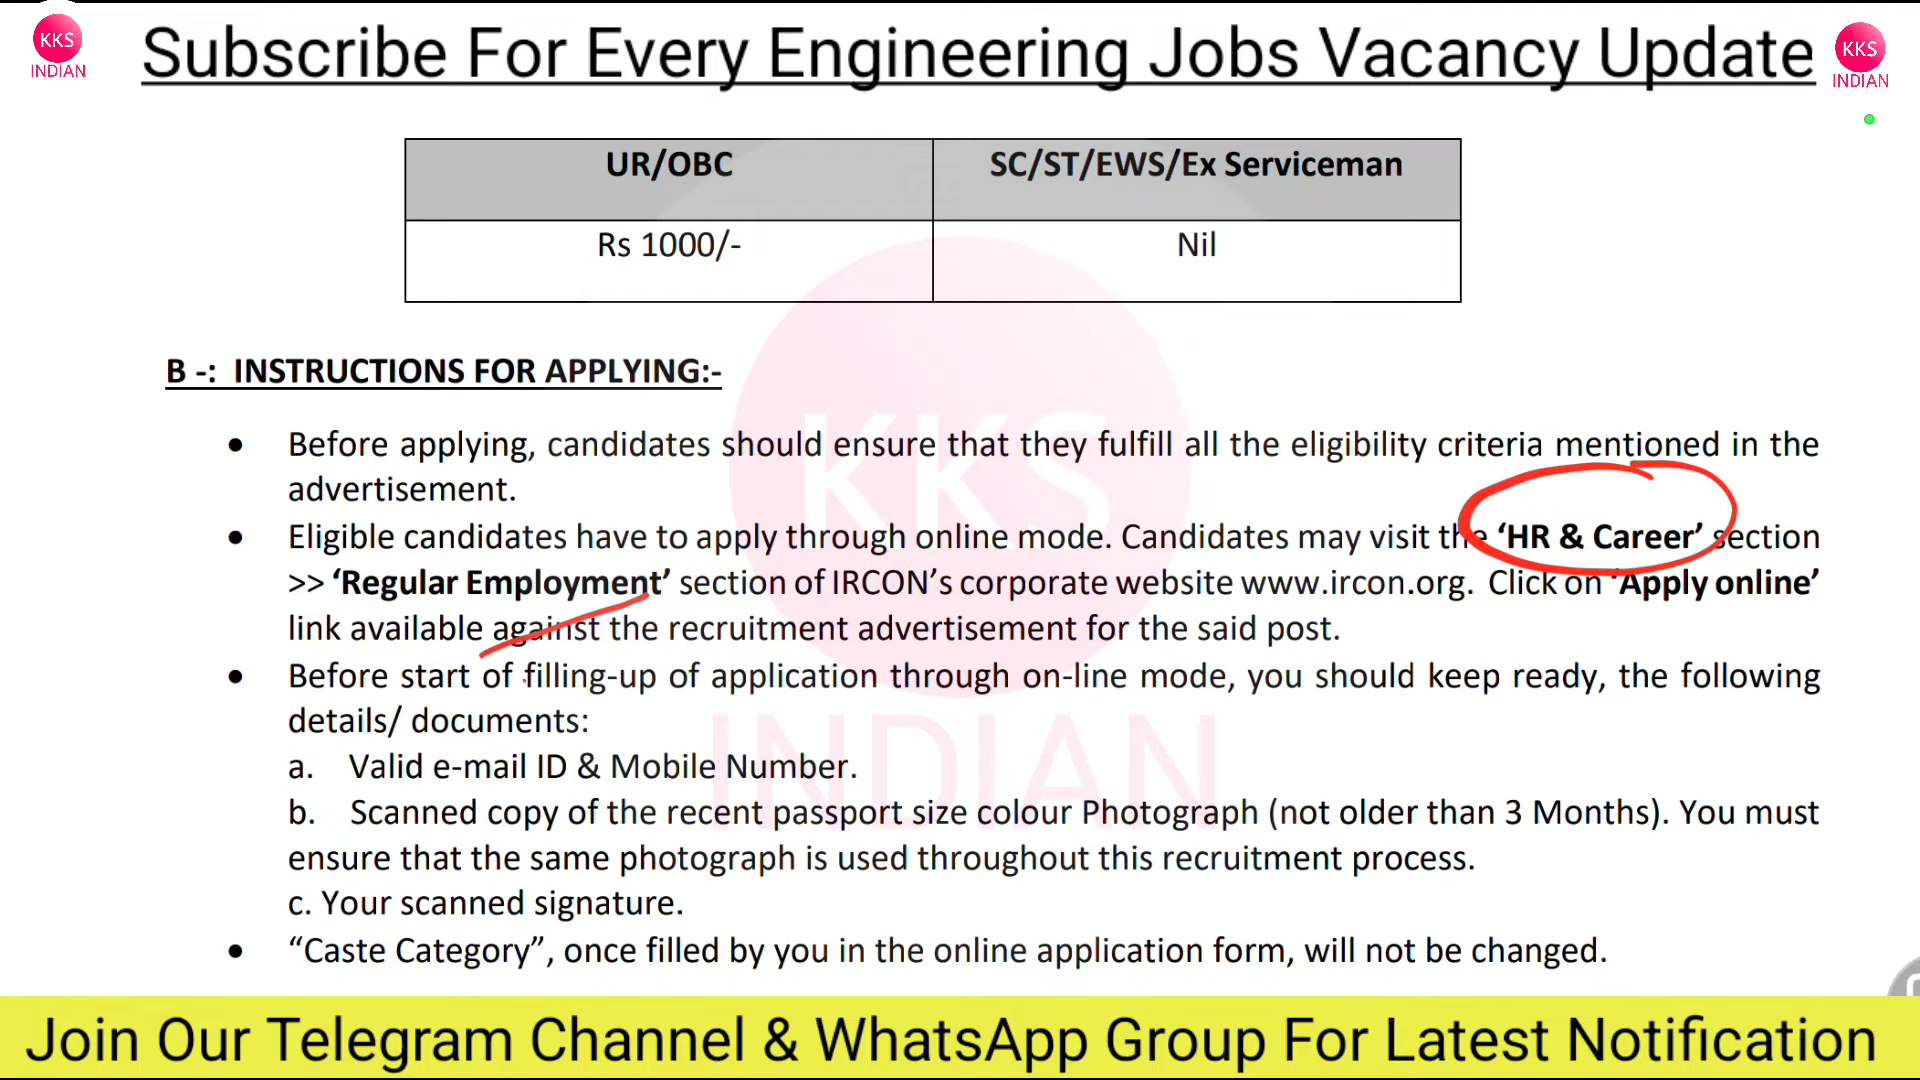 KKS
INDIAN
Subscribe For Every Engineering Jobs Vacancy Update
KKS
INDIAN
UR/OBC SC/ST/EWS/Ex Serviceman
Rs 1000/- Nil
B -: INSTRUCTIONS FOR APPLYING:-
• Before applying, candidates should ensure that they fulfill all the eligibility criteria mentioned in the
advertisement.
• Eligible candidates have to apply through online mode. Candidates may visit the ‘HR & Career’ section
>> ‘Regular Employment’ section of IRCON’s corporate website www.ircon.org. Click on ‘Apply online’
link available against the recruitment advertisement for the said post.
• Before start of filling-up of application through on-line mode, you should keep ready, the following
details/ documents:
a. Valid e-mail ID & Mobile Number.
b. Scanned copy of the recent passport size colour Photograph (not older than 3 Months). You must
ensure that the same photograph is used throughout this recruitment process.
c. Your scanned signature.
• “Caste Category”, once filled by you in the online application form, will not be changed.
KKS
INDIAN
Join Our Telegram Channel & WhatsApp Group For Latest Notification